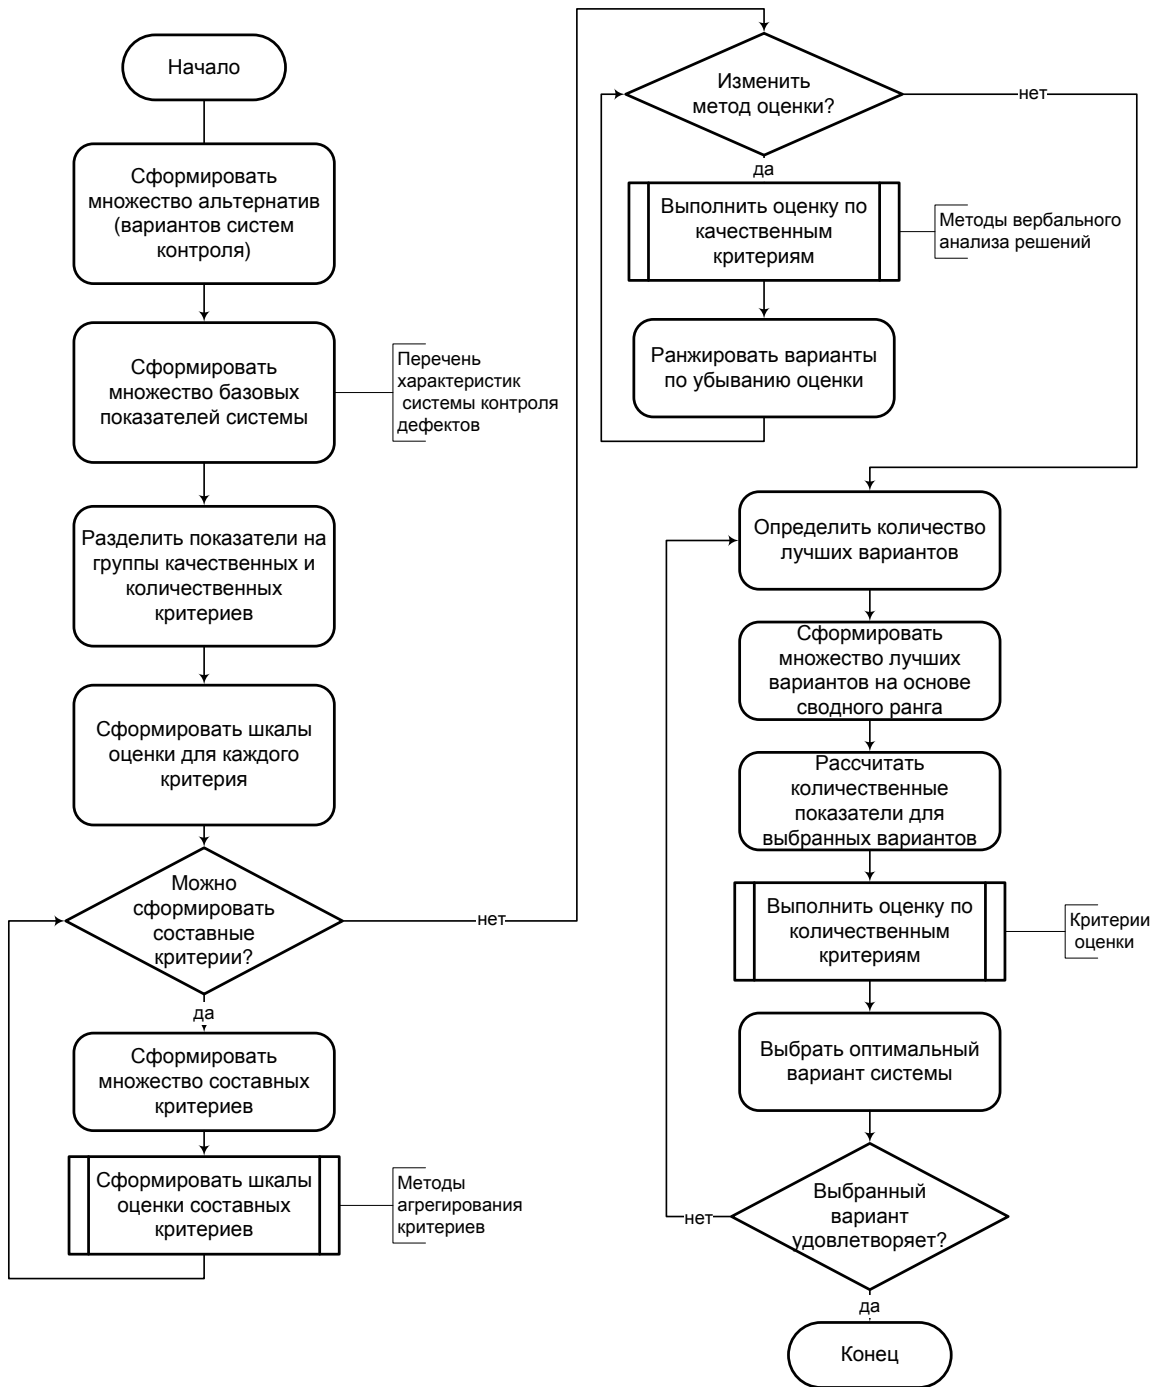 Начало
Сформировать
множество альтернатив
(вариантов систем
контроля)
Сформировать
множество базовых
показателей системы
Перечень
характеристик
системы контроля
дефектов
Разделить показатели на
группы качественных и
количественных
критериев
Сформировать шкалы
оценки для каждого
критерия
Можно
сформировать
составные
критерии?
нет
да
Сформировать
множество составных
критериев
Сформировать шкалы
оценки составных
критериев
Методы
агрегирования
критериев
Изменить
метод оценки?
нет
да
Выполнить оценку по
качественным
критериям
Методы вербального
анализа решений
Ранжировать варианты
по убыванию оценки
Определить количество
лучших вариантов
Сформировать
множество лучших
вариантов на основе
сводного ранга
Рассчитать
количественные
показатели для
выбранных вариантов
Выполнить оценку по
количественным
критериям
Критерии
оценки
Выбрать оптимальный
вариант системы
Выбранный
вариант
удовлетворяет?
нет
да
Конец